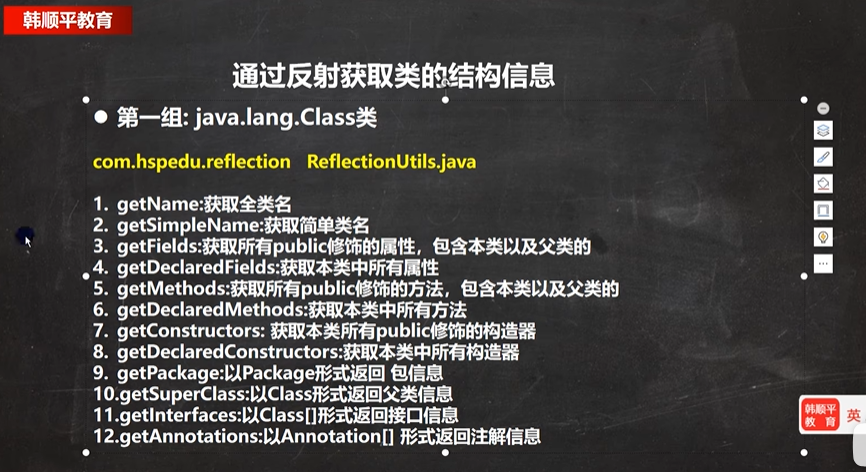 韩顺平教育
通过反射获取类的结构信息
● 第一组: java.lang.Class类
com.hspedu.reflection ReflectionUtils.java
1. getName:获取全类名
2. getSimpleName:获取简单类名
3. getFields:获取所有public修饰的属性，包含本类以及父类的
4. getDeclaredFields:获取本类中所有属性
5. getMethods:获取所有public修饰的方法，包含本类以及父类的
6. getDeclaredMethods:获取本类中所有方法
7. getConstructors: 获取本类所有public修饰的构造器
8. getDeclaredConstructors:获取本类中所有构造器
9. getPackage:以Package形式返回 包信息
10.getSuperClass:以Class形式返回父类信息
11.getInterfaces:以Class[]形式返回接口信息
12.getAnnotations:以Annotation[] 形式返回注解信息
韩顺平
教 育
英